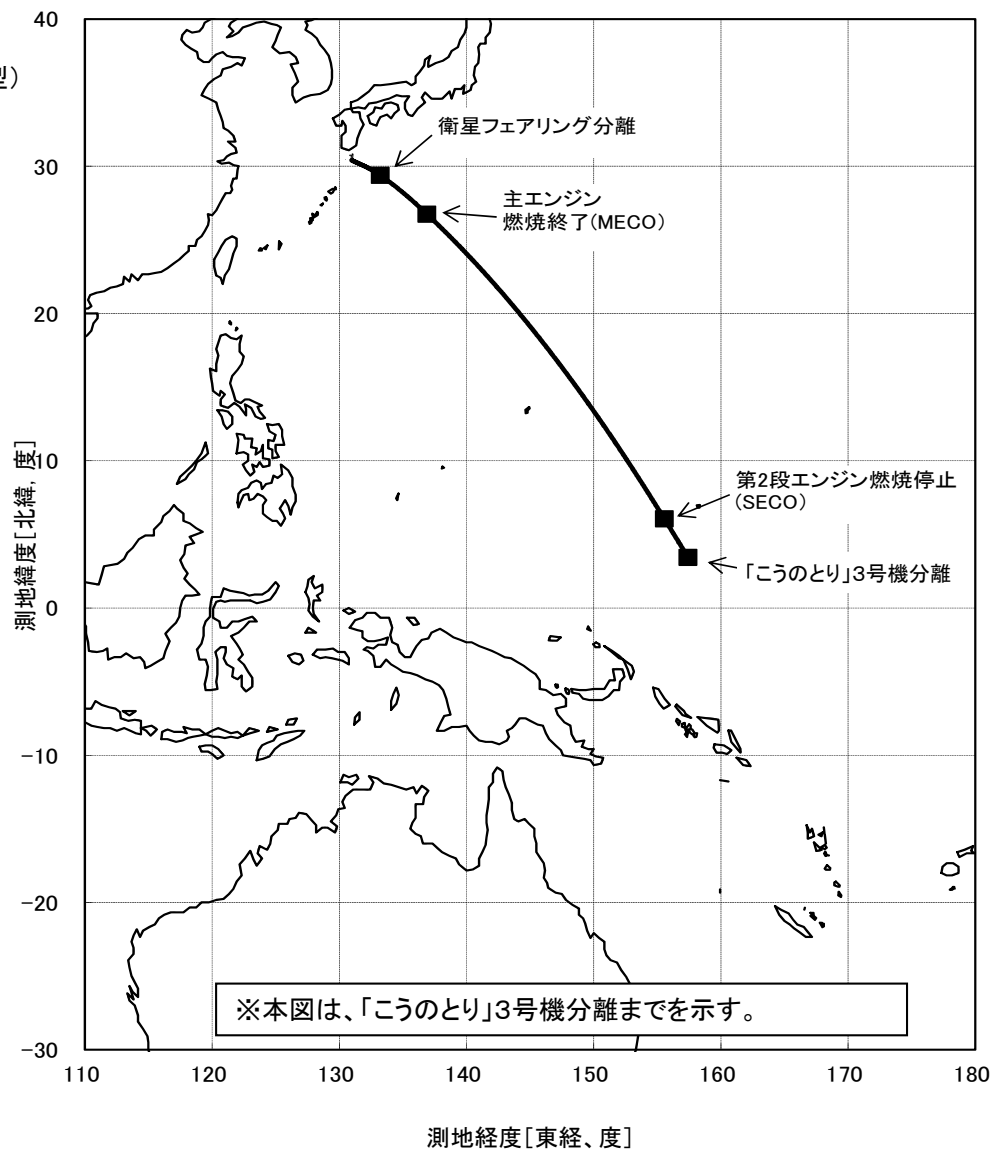 40
型)
衛星フェアリング分離
30
主エンジン
燃焼終了(MECO)
20
測地緯度[北緯,度]
10
第2段エンジン燃焼停止
(SECO)
「こうのとり」3号機分離
0
-10
-20
※本図は、「こうのとり」3号機分離までを示す。
-30
110 120 130 140 150 160 170 180
測地経度[東経、度]